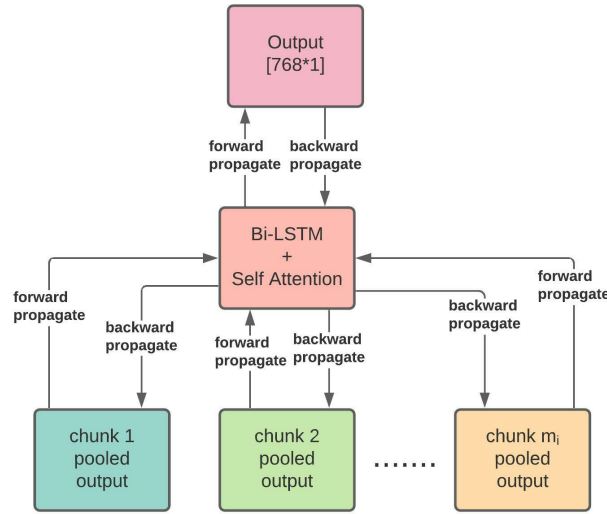 Output
[768*1]
forward
propagate
backward
propagate
Bi-LSTM
+
Self Attention
forward
propagate
backward
propagate
forward
propagate
backward
propagate
backward
propagate
forward
propagate
chunk 1
pooled
output
chunk 2
pooled
output
.......
chunk mᵢ
pooled
output